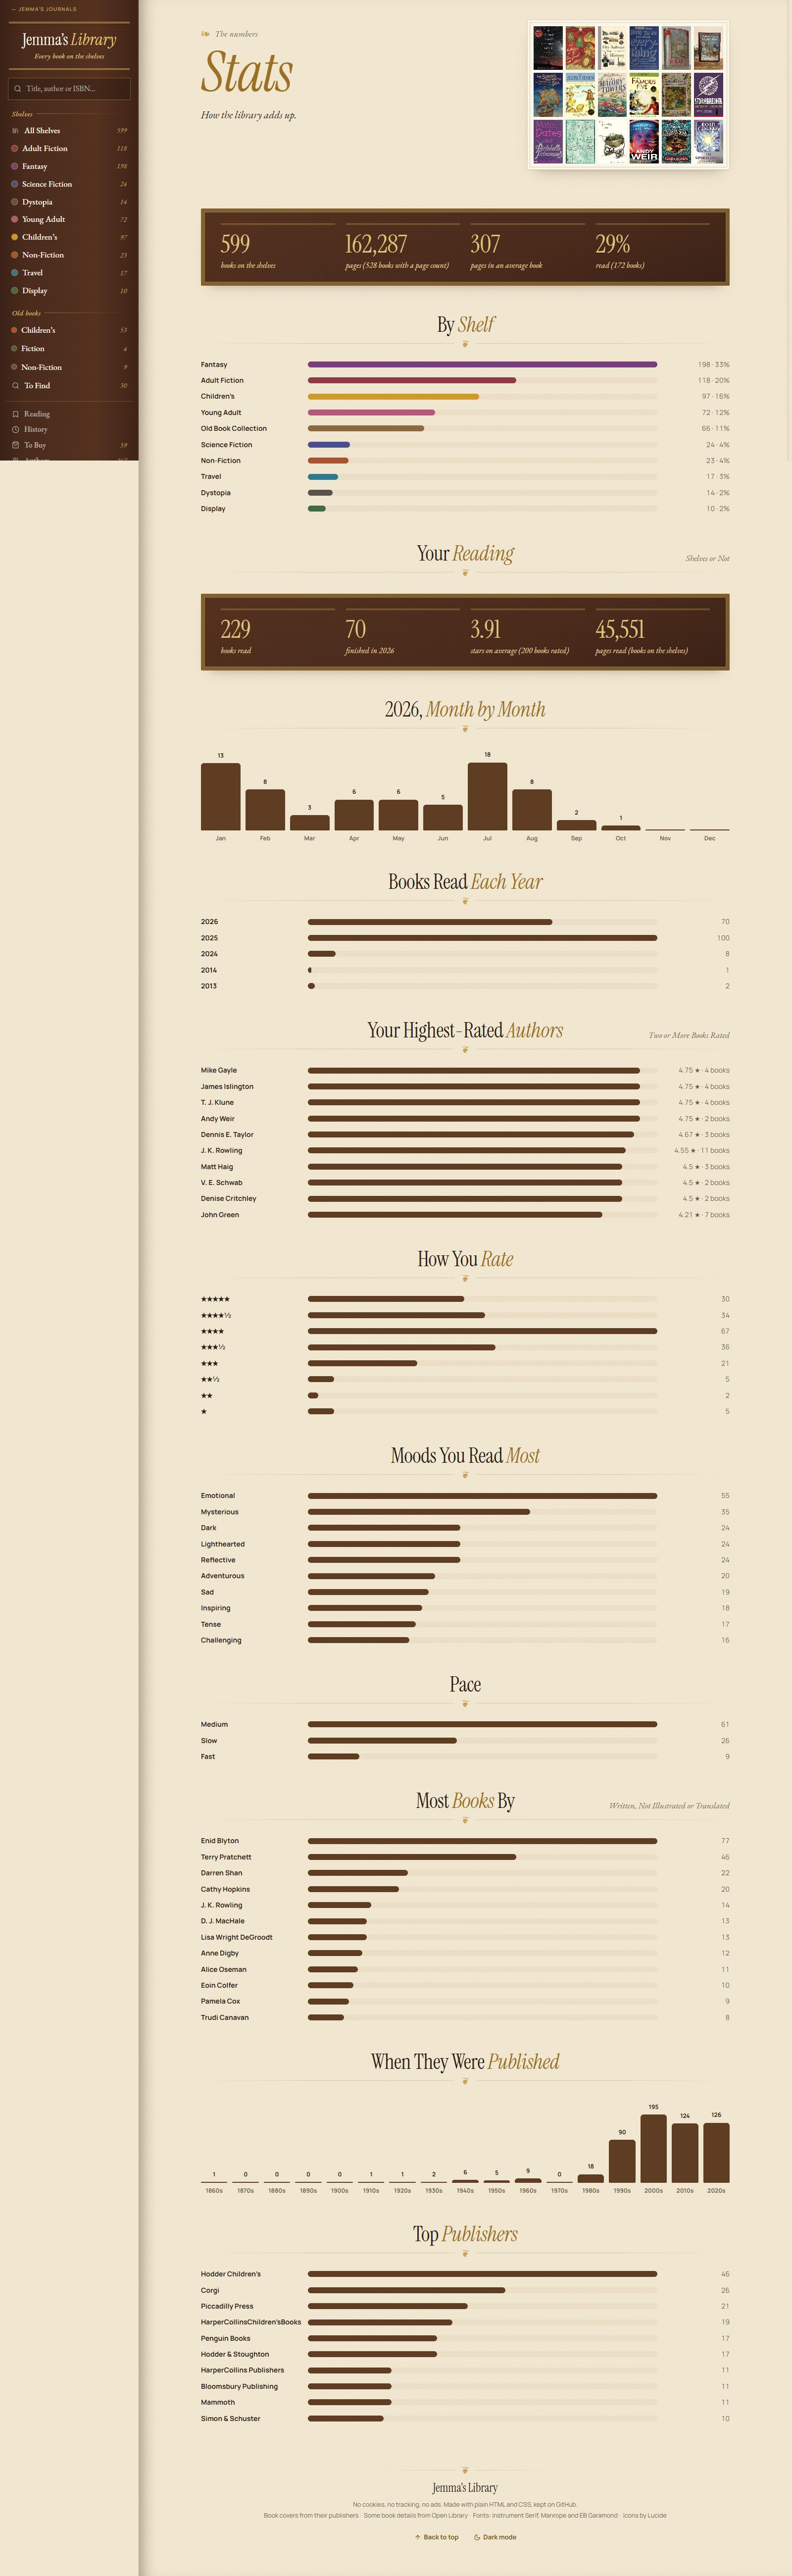 ← JEMMA'S JOURNALS
Jemma's Library
Every book on the shelves
Title, author or ISBN...
Shelves
All Shelves 599
Adult Fiction 118
Fantasy 198
Science Fiction 24
Dystopia 14
Young Adult 72
Children's 97
Non-Fiction 23
Travel 17
Display 10
Old books
Children's 53
Fiction 4
Non-Fiction 9
To Find 30
Reading
History
To Buy 59
The numbers
Stats
How the library adds up.
MALORY TOWERS
FAMOUS FIVE
ANDY WEIR
599
books on the shelves
162,287
pages (528 books with a page count)
307
pages in an average book
29%
read (172 books)
By Shelf
Fantasy 198 · 33%
Adult Fiction 118 · 20%
Children's 97 · 16%
Young Adult 72 · 12%
Old Book Collection 66 · 11%
Science Fiction 24 · 4%
Non-Fiction 23 · 4%
Travel 17 · 3%
Dystopia 14 · 2%
Display 10 · 2%
Your Reading
Shelves or Not
229
books read
70
finished in 2026
3.91
stars on average (200 books rated)
45,551
pages read (books on the shelves)
2026, Month by Month
13 8 3 6 6 5 18 8 2 1
Jan Feb Mar Apr May Jun Jul Aug Sep Oct Nov Dec
Books Read Each Year
2026 70
2025 100
2024 8
2014 1
2013 2
Your Highest-Rated Authors
Two or More Books Rated
Mike Gayle 4.75 ★ · 4 books
James Islington 4.75 ★ · 4 books
T. J. Klune 4.75 ★ · 4 books
Andy Weir 4.75 ★ · 2 books
Dennis E. Taylor 4.67 ★ · 3 books
J. K. Rowling 4.55 ★ · 11 books
Matt Haig 4.5 ★ · 3 books
V. E. Schwab 4.5 ★ · 2 books
Denise Critchley 4.5 ★ · 2 books
John Green 4.21 ★ · 7 books
How You Rate
★★★★★ 30
★★★★½ 34
★★★★ 67
★★★½ 36
★★★ 21
★★½ 5
★★ 2
★ 5
Moods You Read Most
Emotional 55
Mysterious 35
Dark 24
Lighthearted 24
Reflective 24
Adventurous 20
Sad 19
Inspiring 18
Tense 17
Challenging 16
Pace
Medium 61
Slow 26
Fast 9
Most Books By
Written, Not Illustrated or Translated
Enid Blyton 77
Terry Pratchett 46
Darren Shan 22
Cathy Hopkins 20
J. K. Rowling 14
D. J. MacHale 13
Lisa Wright DeGroodt 13
Anne Digby 12
Alice Oseman 11
Eoin Colfer 10
Pamela Cox 9
Trudi Canavan 8
When They Were Published
1 0 0 0 0 1 1 2 6 5 9 0 18 90 195 124 126
1860s 1870s 1880s 1890s 1900s 1910s 1920s 1930s 1940s 1950s 1960s 1970s 1980s 1990s 2000s 2010s 2020s
Top Publishers
Hodder Children's 46
Corgi 26
Piccadilly Press 21
HarperCollinsChildren'sBooks 19
Penguin Books 17
Hodder & Stoughton 17
HarperCollins Publishers 11
Bloomsbury Publishing 11
Mammoth 11
Simon & Schuster 10
Jemma's Library
No cookies, no tracking, no ads. Made with plain HTML and CSS, kept on GitHub.
Book covers from their publishers · Some book details from Open Library · Fonts: Instrument Serif, Manrope and EB Garamond · Icons by Lucide
↑ Back to top Dark mode